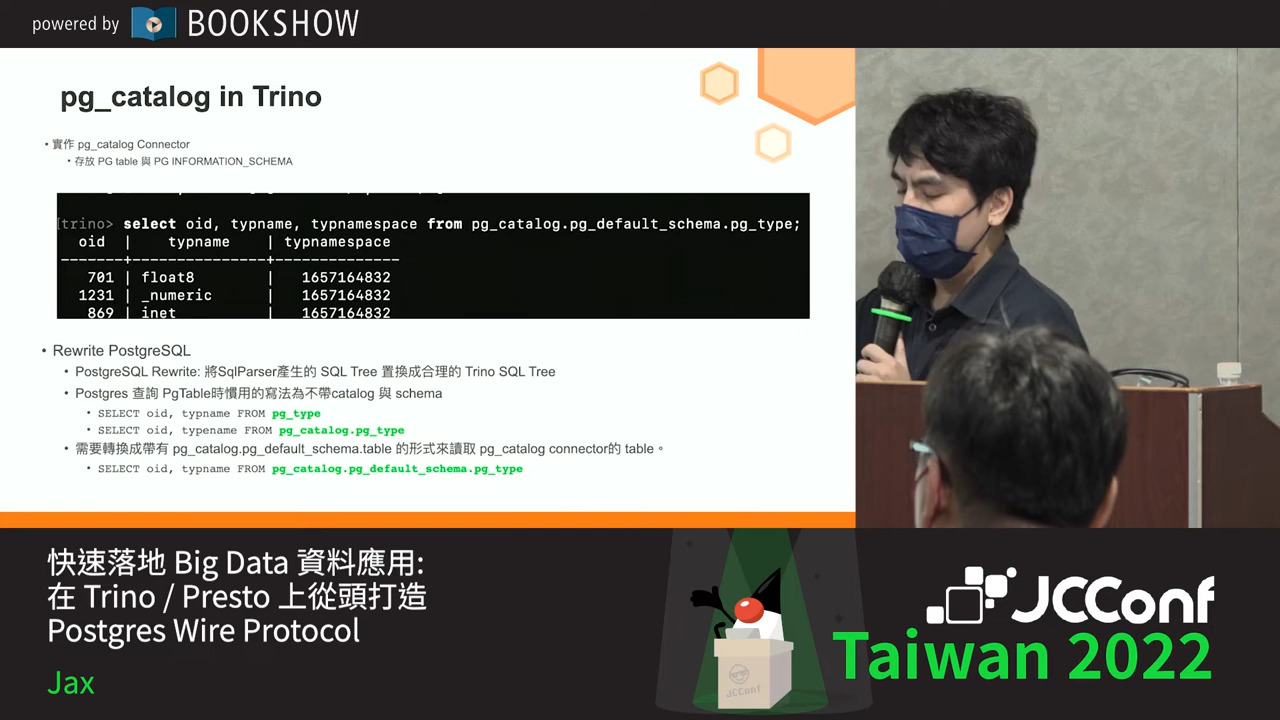 powered by BOOKSHOW
pg_catalog in Trino
• 實作 pg_catalog Connector
• 存放 PG table 與 PG INFORMATION_SCHEMA
[trino> select oid, typname, typnamespace from pg_catalog.pg_default_schema.pg_type;
oid | typname | typnamespace
-------+---------------+--------------
701 | float8 | 1657164832
1231 | _numeric | 1657164832
869 | inet | 1657164832
• Rewrite PostgreSQL
• PostgreSQL Rewrite: 將SqlParser產生的 SQL Tree 置換成合理的 Trino SQL Tree
• Postgres 查詢 PgTable時慣用的寫法為不帶catalog 與 schema
• SELECT oid, typname FROM pg_type
• SELECT oid, typename FROM pg_catalog.pg_type
• 需要轉換成帶有 pg_catalog.pg_default_schema.table 的形式來讀取 pg_catalog connector的 table。
• SELECT oid, typname FROM pg_catalog.pg_default_schema.pg_type
快速落地 Big Data 資料應用:
在 Trino / Presto 上從頭打造
Postgres Wire Protocol
Jax
JCConf
JCConf
Taiwan 2022